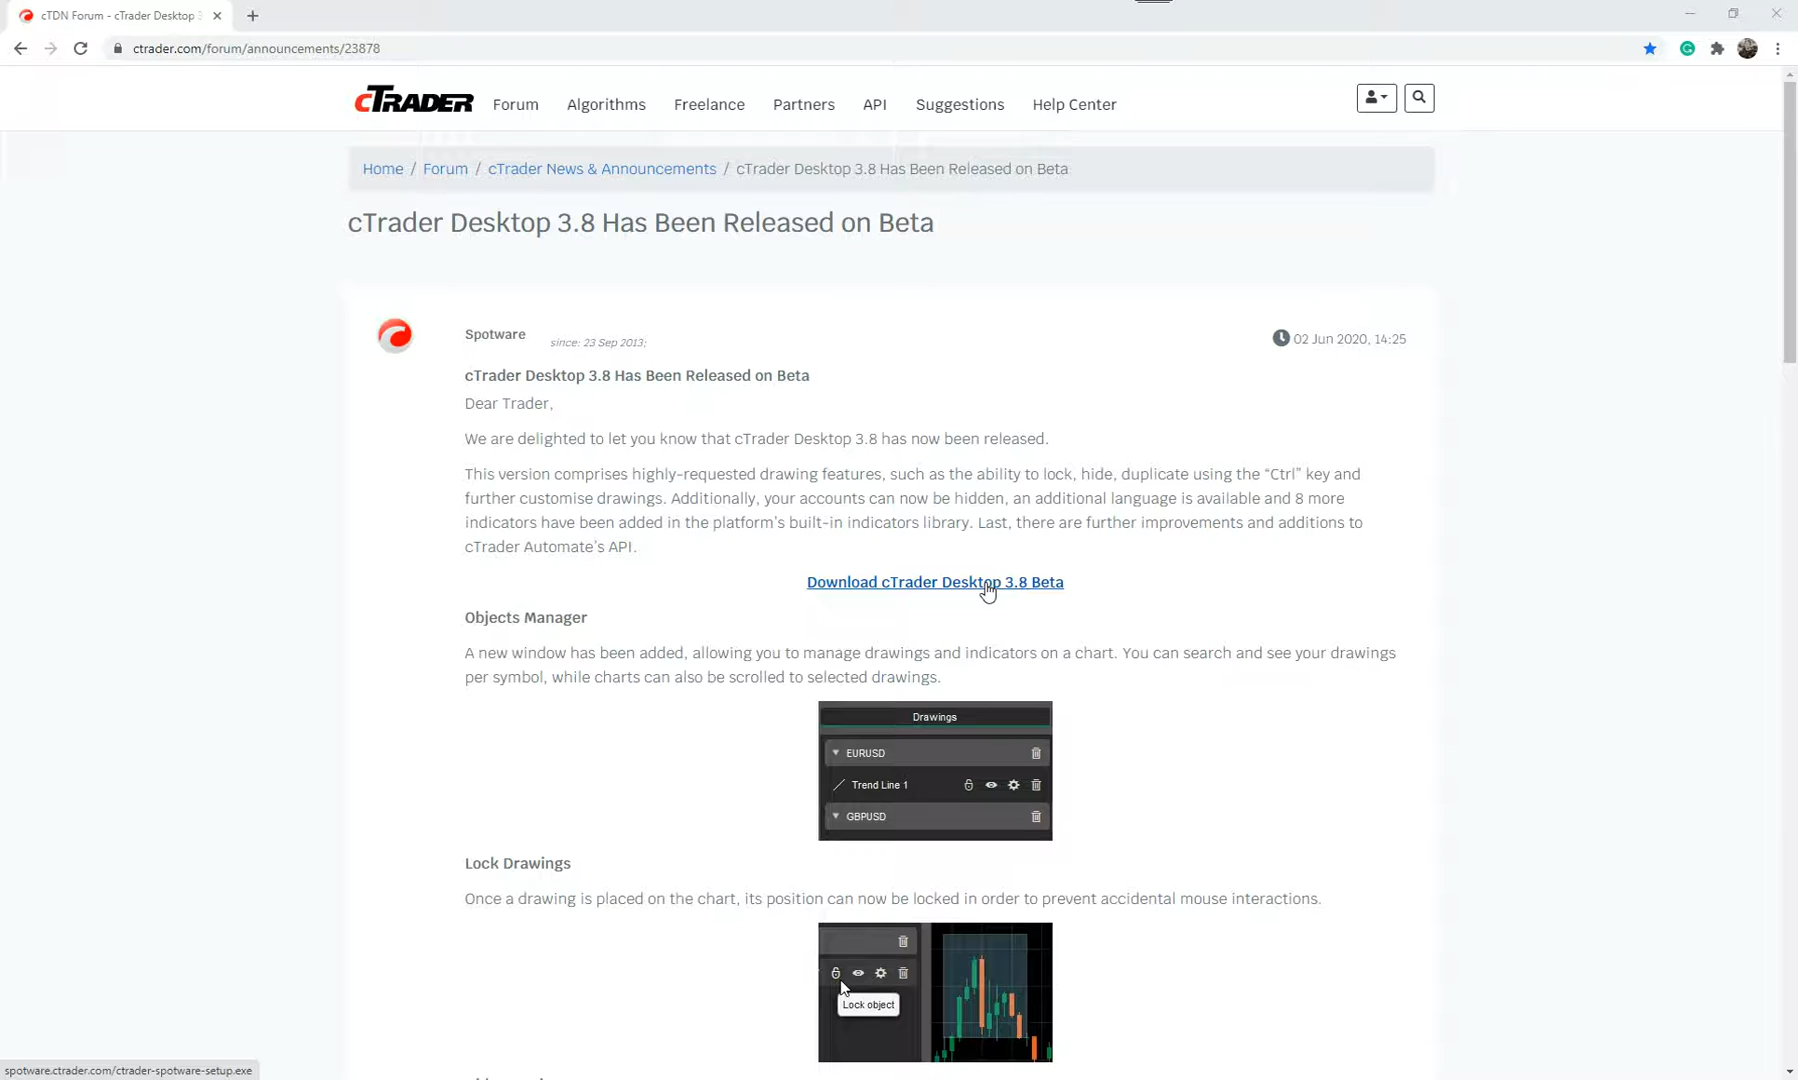 cTDN Forum - cTrader Desktop 3
ctrader.com/forum/announcements/23878
cTRADER
Forum
Algorithms
Freelance
Partners
API
Suggestions
Help Center
Home / Forum / cTrader News & Announcements / cTrader Desktop 3.8 Has Been Released on Beta
cTrader Desktop 3.8 Has Been Released on Beta
Spotware
since: 23 Sep 2013;
02 Jun 2020, 14:25
cTrader Desktop 3.8 Has Been Released on Beta
Dear Trader,
We are delighted to let you know that cTrader Desktop 3.8 has now been released.
This version comprises highly-requested drawing features, such as the ability to lock, hide, duplicate using the “Ctrl” key and
further customise drawings. Additionally, your accounts can now be hidden, an additional language is available and 8 more
indicators have been added in the platform’s built-in indicators library. Last, there are further improvements and additions to
cTrader Automate’s API.
Download cTrader Desktop 3.8 Beta
Objects Manager
A new window has been added, allowing you to manage drawings and indicators on a chart. You can search and see your drawings
per symbol, while charts can also be scrolled to selected drawings.
Drawings
EURUSD
Trend Line 1
GBPUSD
Lock Drawings
Once a drawing is placed on the chart, its position can now be locked in order to prevent accidental mouse interactions.
Lock object
spotware.ctrader.com/ctrader-spotware-setup.exe